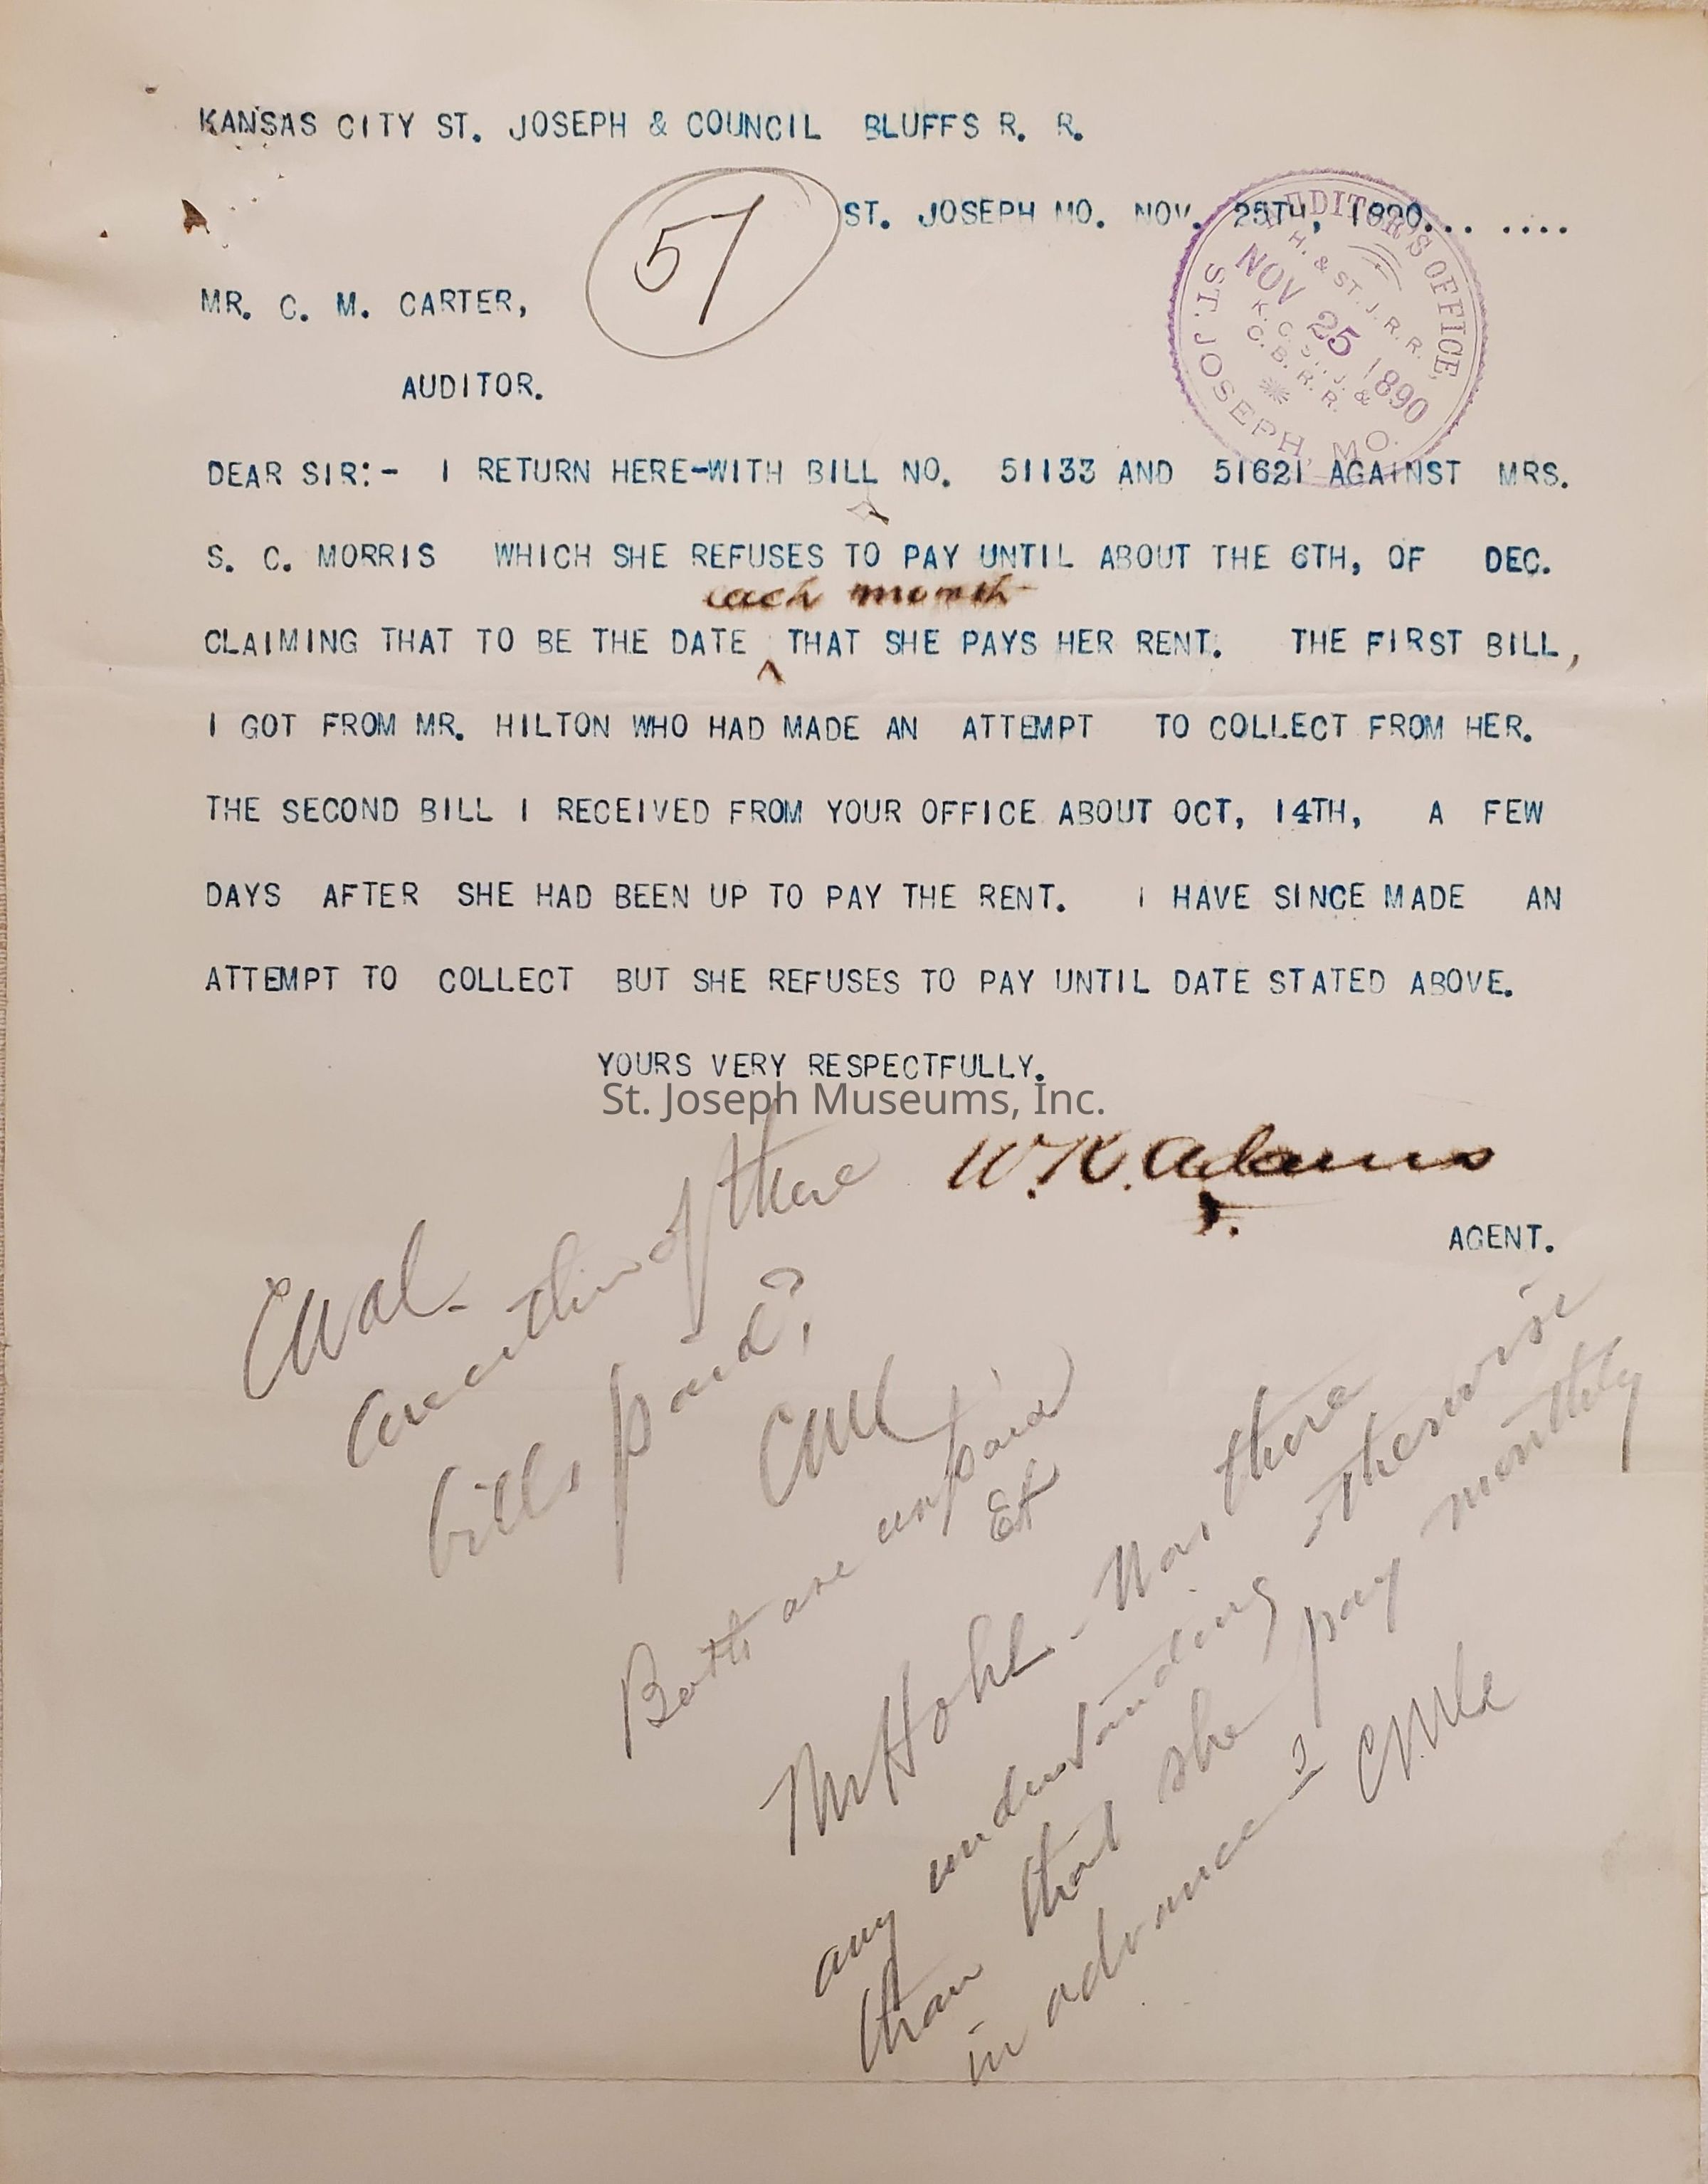 KANSAS CITY ST. JOSEPH & COUNCIL BLUFFS R. R.
57
ST. JOSEPH MO. NOV. 25TH, 1890... ....
AUDITOR'S OFFICE,
H. & ST. J. R. R.
NOV 25 1890
K. C. ST. J. &
C. B. R. R.
ST. JOSEPH, MO.
MR. C. M. CARTER,
AUDITOR.
DEAR SIR:- I RETURN HERE-WITH BILL NO. 51133 AND 51621 AGAINST MRS.
S. C. MORRIS WHICH SHE REFUSES TO PAY UNTIL ABOUT THE 6TH, OF DEC.
each month
CLAIMING THAT TO BE THE DATE ^ THAT SHE PAYS HER RENT. THE FIRST BILL,
I GOT FROM MR. HILTON WHO HAD MADE AN ATTEMPT TO COLLECT FROM HER.
THE SECOND BILL I RECEIVED FROM YOUR OFFICE ABOUT OCT, 14TH, A FEW
DAYS AFTER SHE HAD BEEN UP TO PAY THE RENT. I HAVE SINCE MADE AN
ATTEMPT TO COLLECT BUT SHE REFUSES TO PAY UNTIL DATE STATED ABOVE.
YOURS VERY RESPECTFULLY.
St. Joseph Museums, Inc.
W. K. Adams
AGENT.
are either of these
bills paid?
Both are unpaid
Mr Hohl - Was there
any understanding otherwise
than that she pay monthly
in advance?